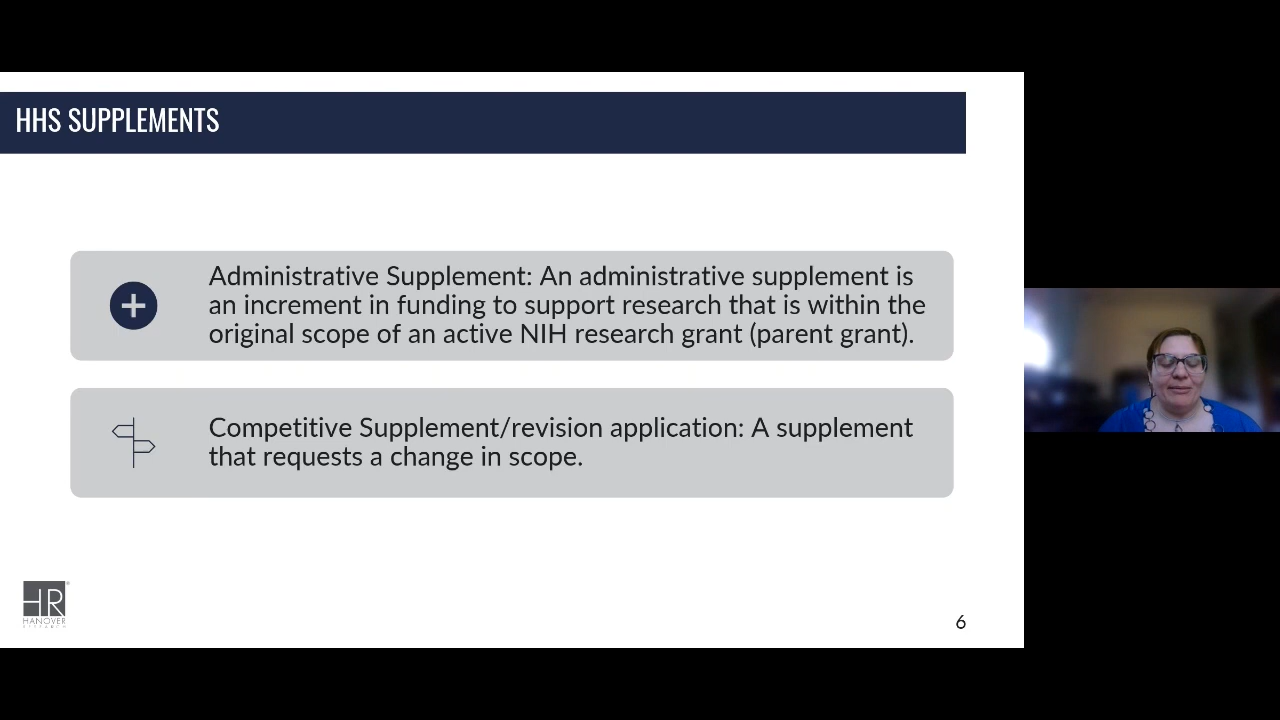 HHS SUPPLEMENTS
Administrative Supplement: An administrative supplement is
an increment in funding to support research that is within the
original scope of an active NIH research grant (parent grant).
Competitive Supplement/revision application: A supplement
that requests a change in scope.
HR
HANOVER
RESEARCH
6